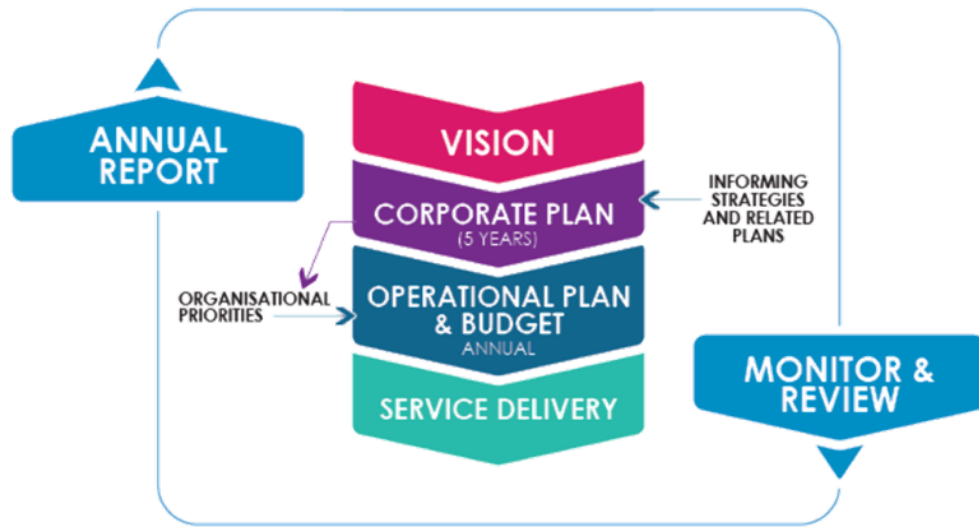 ANNUAL
REPORT
VISION
CORPORATE PLAN
(5 YEARS)
INFORMING
STRATEGIES
AND RELATED
PLANS
ORGANISATIONAL
PRIORITIES
OPERATIONAL PLAN
& BUDGET
ANNUAL
SERVICE DELIVERY
MONITOR &
REVIEW